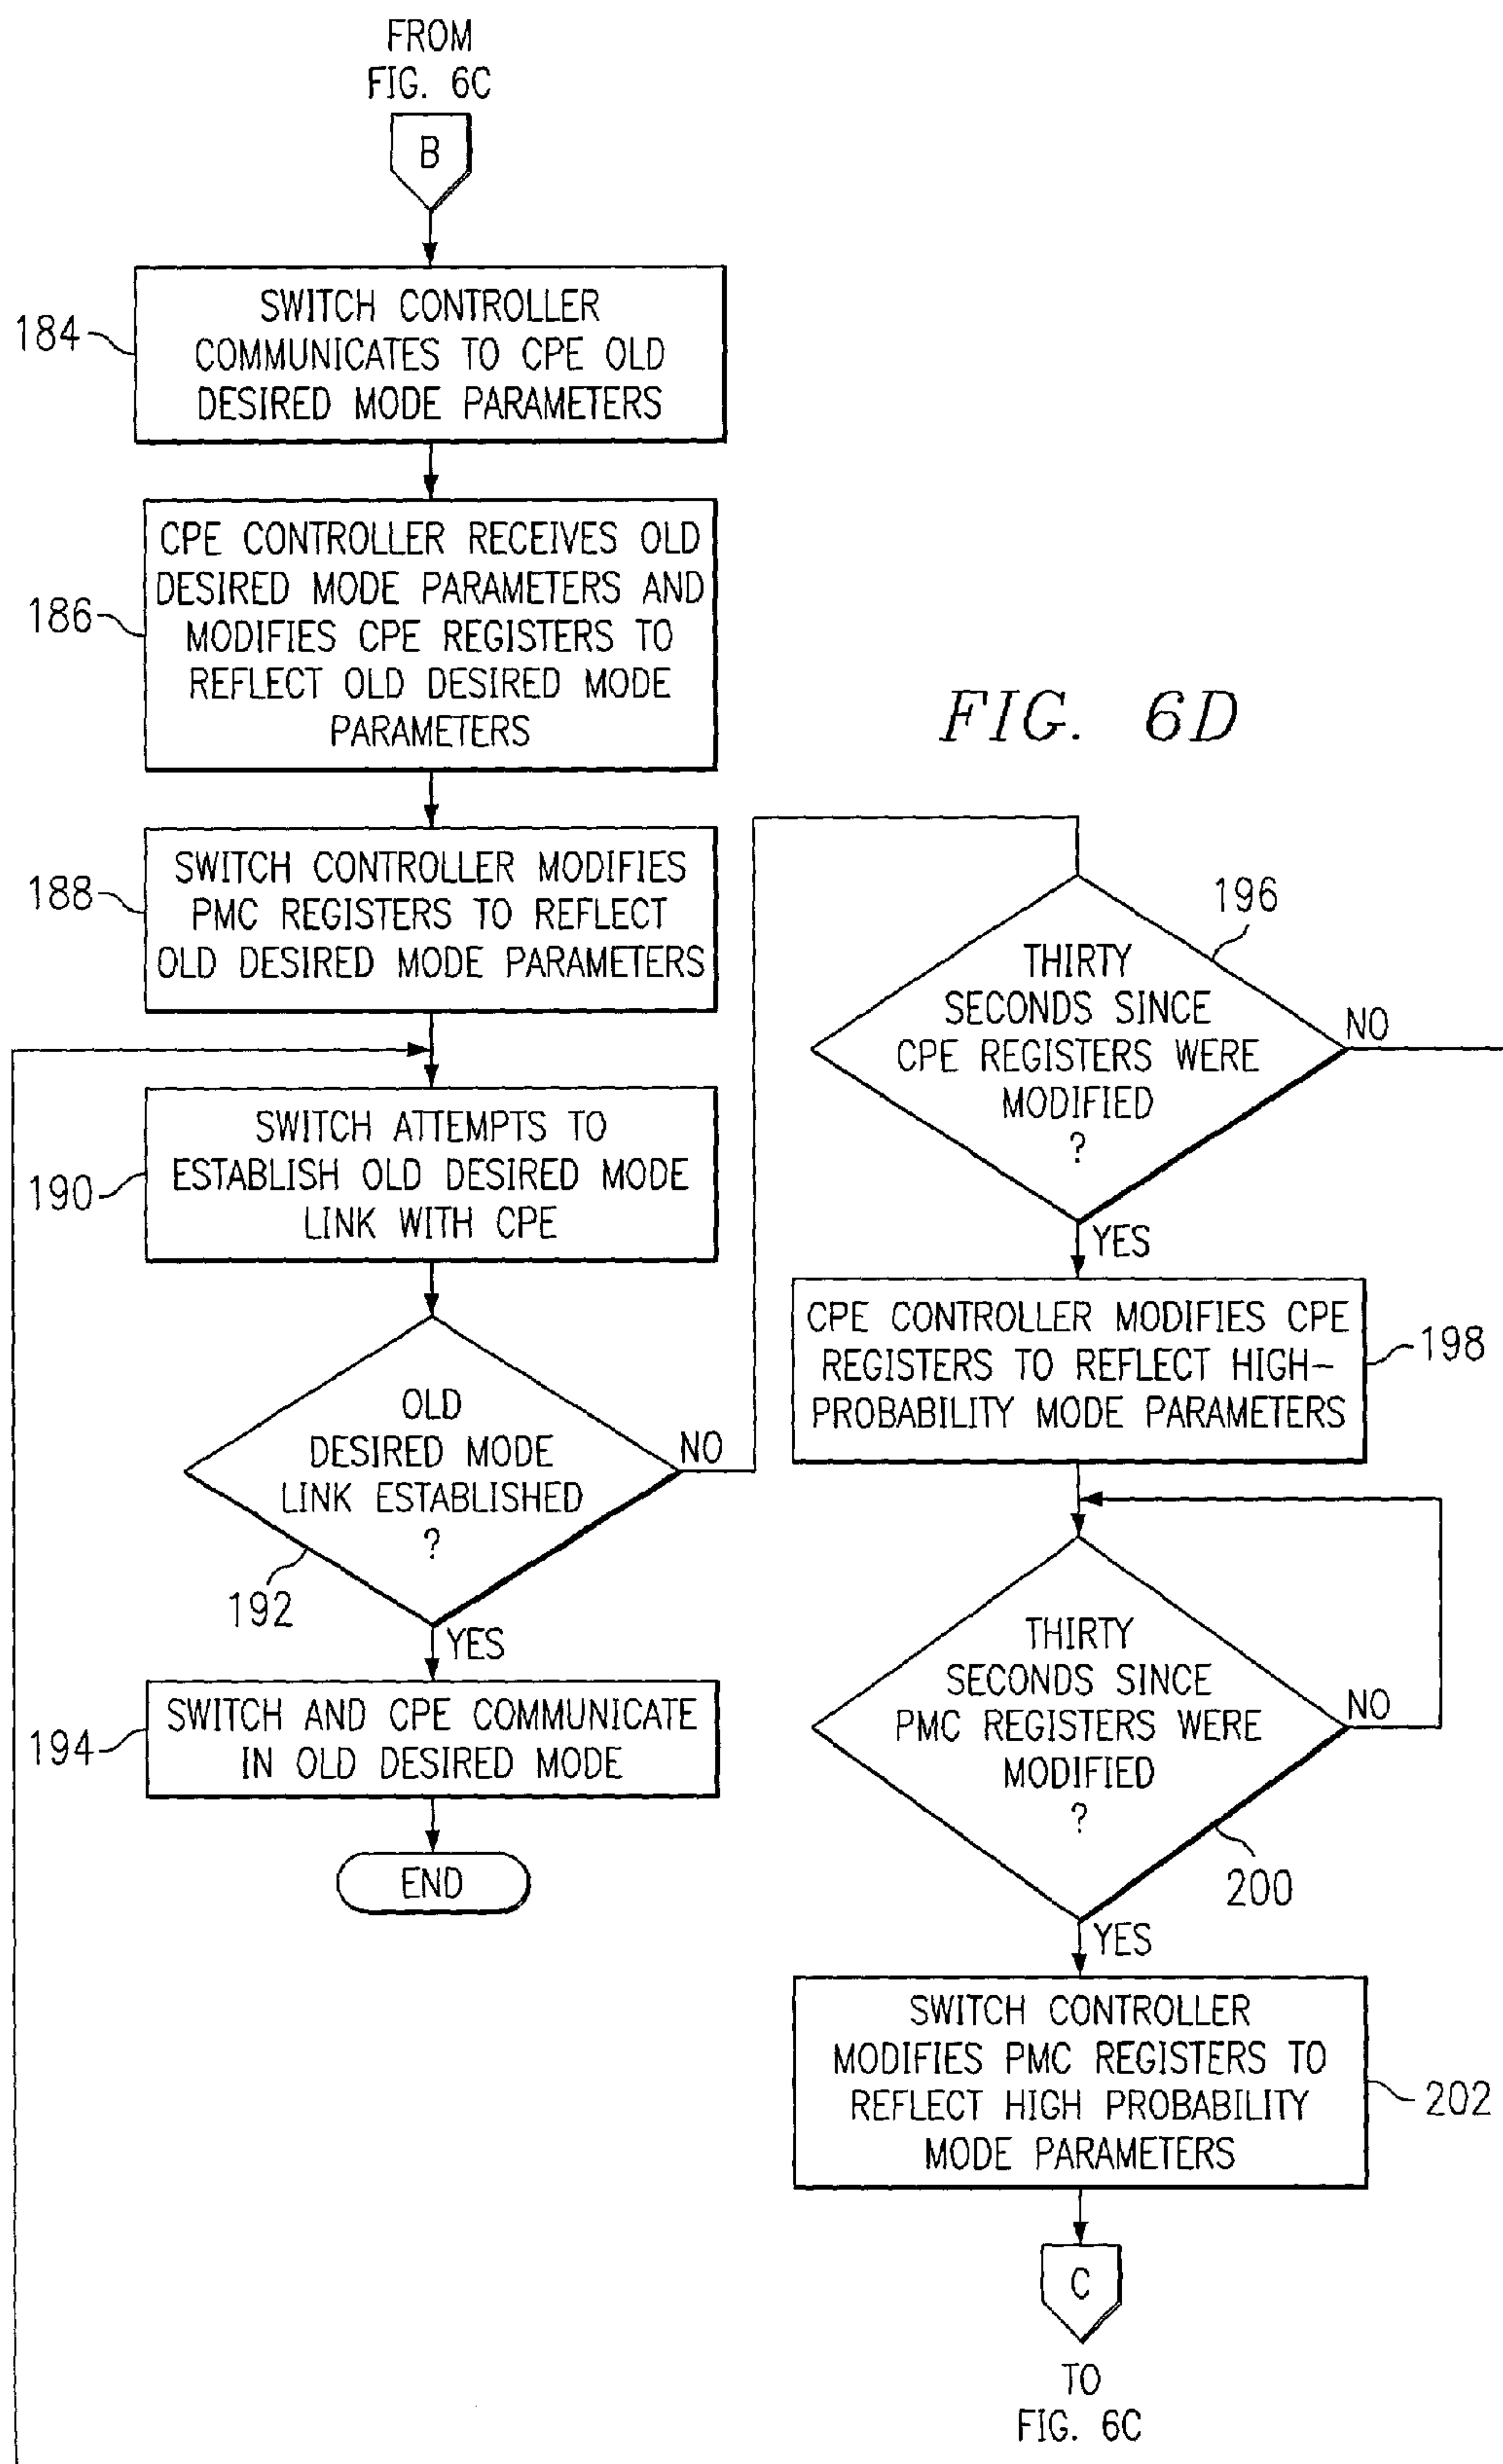 FROM
FIG. 6C
B
184
SWITCH CONTROLLER
COMMUNICATES TO CPE OLD
DESIRED MODE PARAMETERS
186
CPE CONTROLLER RECEIVES OLD
DESIRED MODE PARAMETERS AND
MODIFIES CPE REGISTERS TO
REFLECT OLD DESIRED MODE
PARAMETERS
188
SWITCH CONTROLLER MODIFIES
PMC REGISTERS TO REFLECT
OLD DESIRED MODE PARAMETERS
190
SWITCH ATTEMPTS TO
ESTABLISH OLD DESIRED MODE
LINK WITH CPE
OLD
DESIRED MODE
LINK ESTABLISHED
?
NO
192
YES
194
SWITCH AND CPE COMMUNICATE
IN OLD DESIRED MODE
END
FIG. 6D
196
THIRTY
SECONDS SINCE
CPE REGISTERS WERE
MODIFIED
?
NO
YES
CPE CONTROLLER MODIFIES CPE
REGISTERS TO REFLECT HIGH-
PROBABILITY MODE PARAMETERS
198
THIRTY
SECONDS SINCE
PMC REGISTERS WERE
MODIFIED
?
NO
200
YES
SWITCH CONTROLLER
MODIFIES PMC REGISTERS TO
REFLECT HIGH PROBABILITY
MODE PARAMETERS
202
C
TO
FIG. 6C